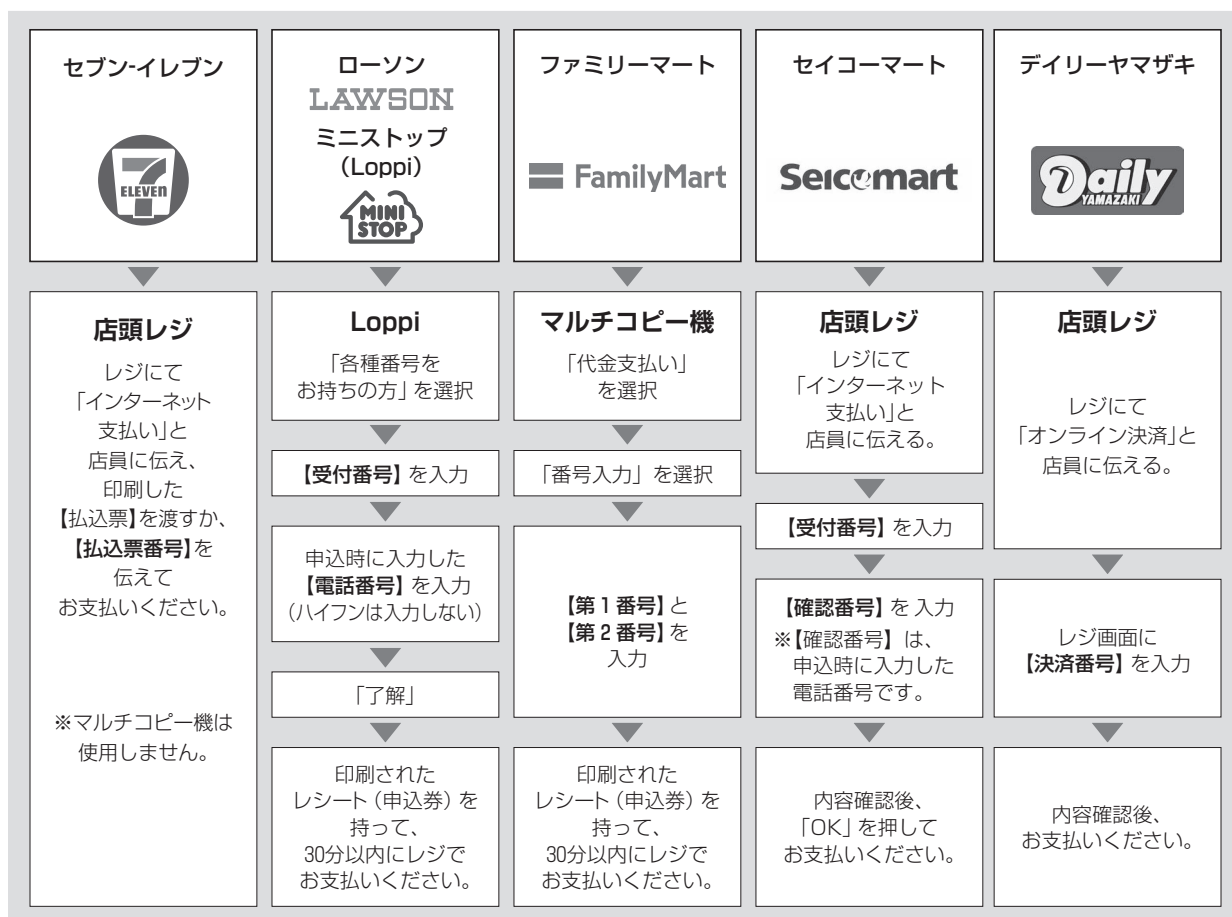 セブン-イレブン
7
ELEVEn
店頭レジ
レジにて
「インターネット
支払い」と
店員に伝え、
印刷した
【払込票】を渡すか、
【払込票番号】を
伝えて
お支払いください。
※マルチコピー機は
使用しません。
ローソン
LAWSON
ミニストップ
(Loppi)
MINI
STOP
Loppi
「各種番号を
お持ちの方」を選択
【受付番号】を入力
申込時に入力した
【電話番号】を入力
(ハイフンは入力しない)
「了解」
印刷された
レシート(申込券)を
持って、
30分以内にレジで
お支払いください。
ファミリーマート
FamilyMart
マルチコピー機
「代金支払い」
を選択
「番号入力」を選択
【第1番号】と
【第2番号】を
入力
印刷された
レシート(申込券)を
持って、
30分以内にレジで
お支払いください。
セイコーマート
Seicomart
店頭レジ
レジにて
「インターネット
支払い」と
店員に伝える。
【受付番号】を入力
【確認番号】を入力
※【確認番号】は、
申込時に入力した
電話番号です。
内容確認後、
「OK」を押して
お支払いください。
デイリーヤマザキ
Daily
YAMAZAKI
店頭レジ
レジにて
「オンライン決済」と
店員に伝える。
レジ画面に
【決済番号】を入力
内容確認後、
お支払いください。